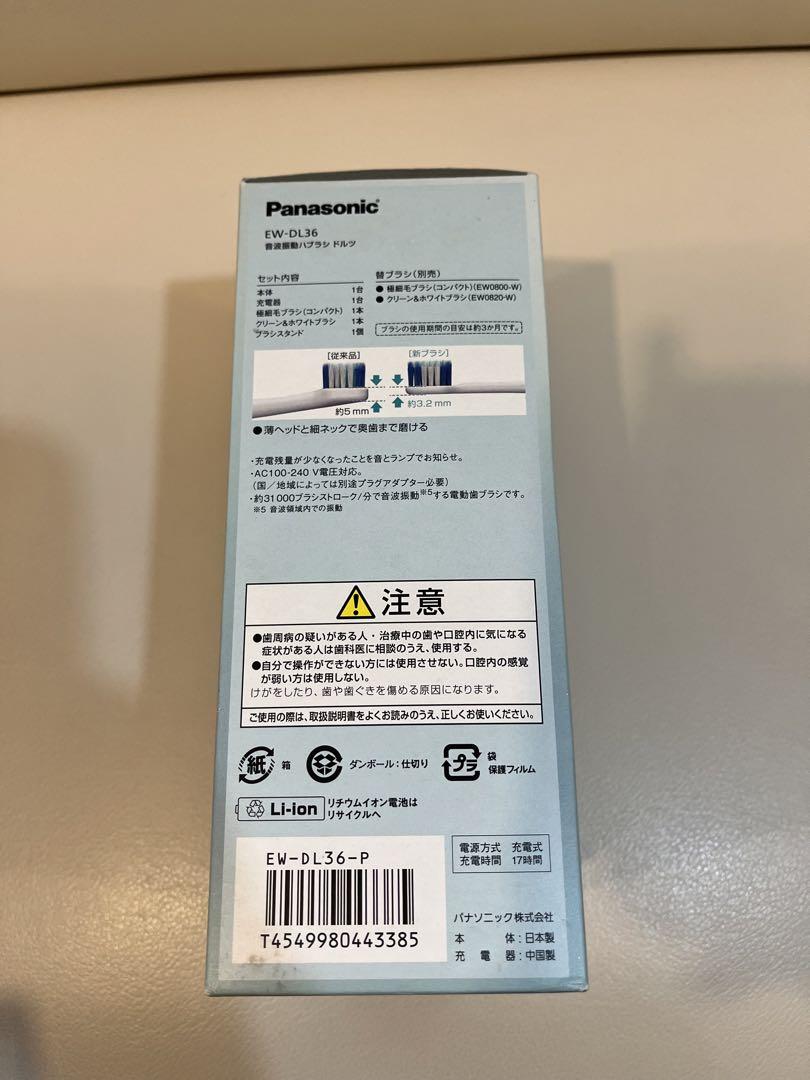 Panasonic
EW-DL36
音波振動ハブラシ ドルツ
セット内容
本体 1台
充電器 1台
極細毛ブラシ(コンパクト) 1本
クリーン&ホワイトブラシ 1本
ブラシスタンド 1個
替ブラシ(別売)
●極細毛ブラシ(コンパクト)(EW0800-W)
●クリーン&ホワイトブラシ(EW0820-W)
ブラシの使用期間の目安は約3か月です。
[従来品]
約5mm
[新ブラシ]
約3.2mm
●薄ヘッドと細ネックで奥歯まで磨ける
・充電残量が少なくなったことを音とランプでお知らせ。
・AC100-240 V電圧対応。
(国/地域によっては別途プラグアダプター必要)
・約31000ブラシストローク/分で音波振動※5する電動歯ブラシです。
※5 音波領域内での振動
注意
●歯周病の疑いがある人・治療中の歯や口腔内に気になる
症状がある人は歯科医に相談のうえ、使用する。
●自分で操作ができない方には使用させない。口腔内の感覚
が弱い方は使用しない。
けがをしたり、歯や歯ぐきを傷める原因になります。
ご使用の際は、取扱説明書をよくお読みのうえ、正しくお使いください。
紙 箱
ダンボール:仕切り
プラ 袋
保護フィルム
Li-ion リチウムイオン電池は
リサイクルへ
EW-DL36-P
T4549980443385
電源方式 充電式
充電時間 17時間
パナソニック株式会社
本体:日本製
充電器:中国製